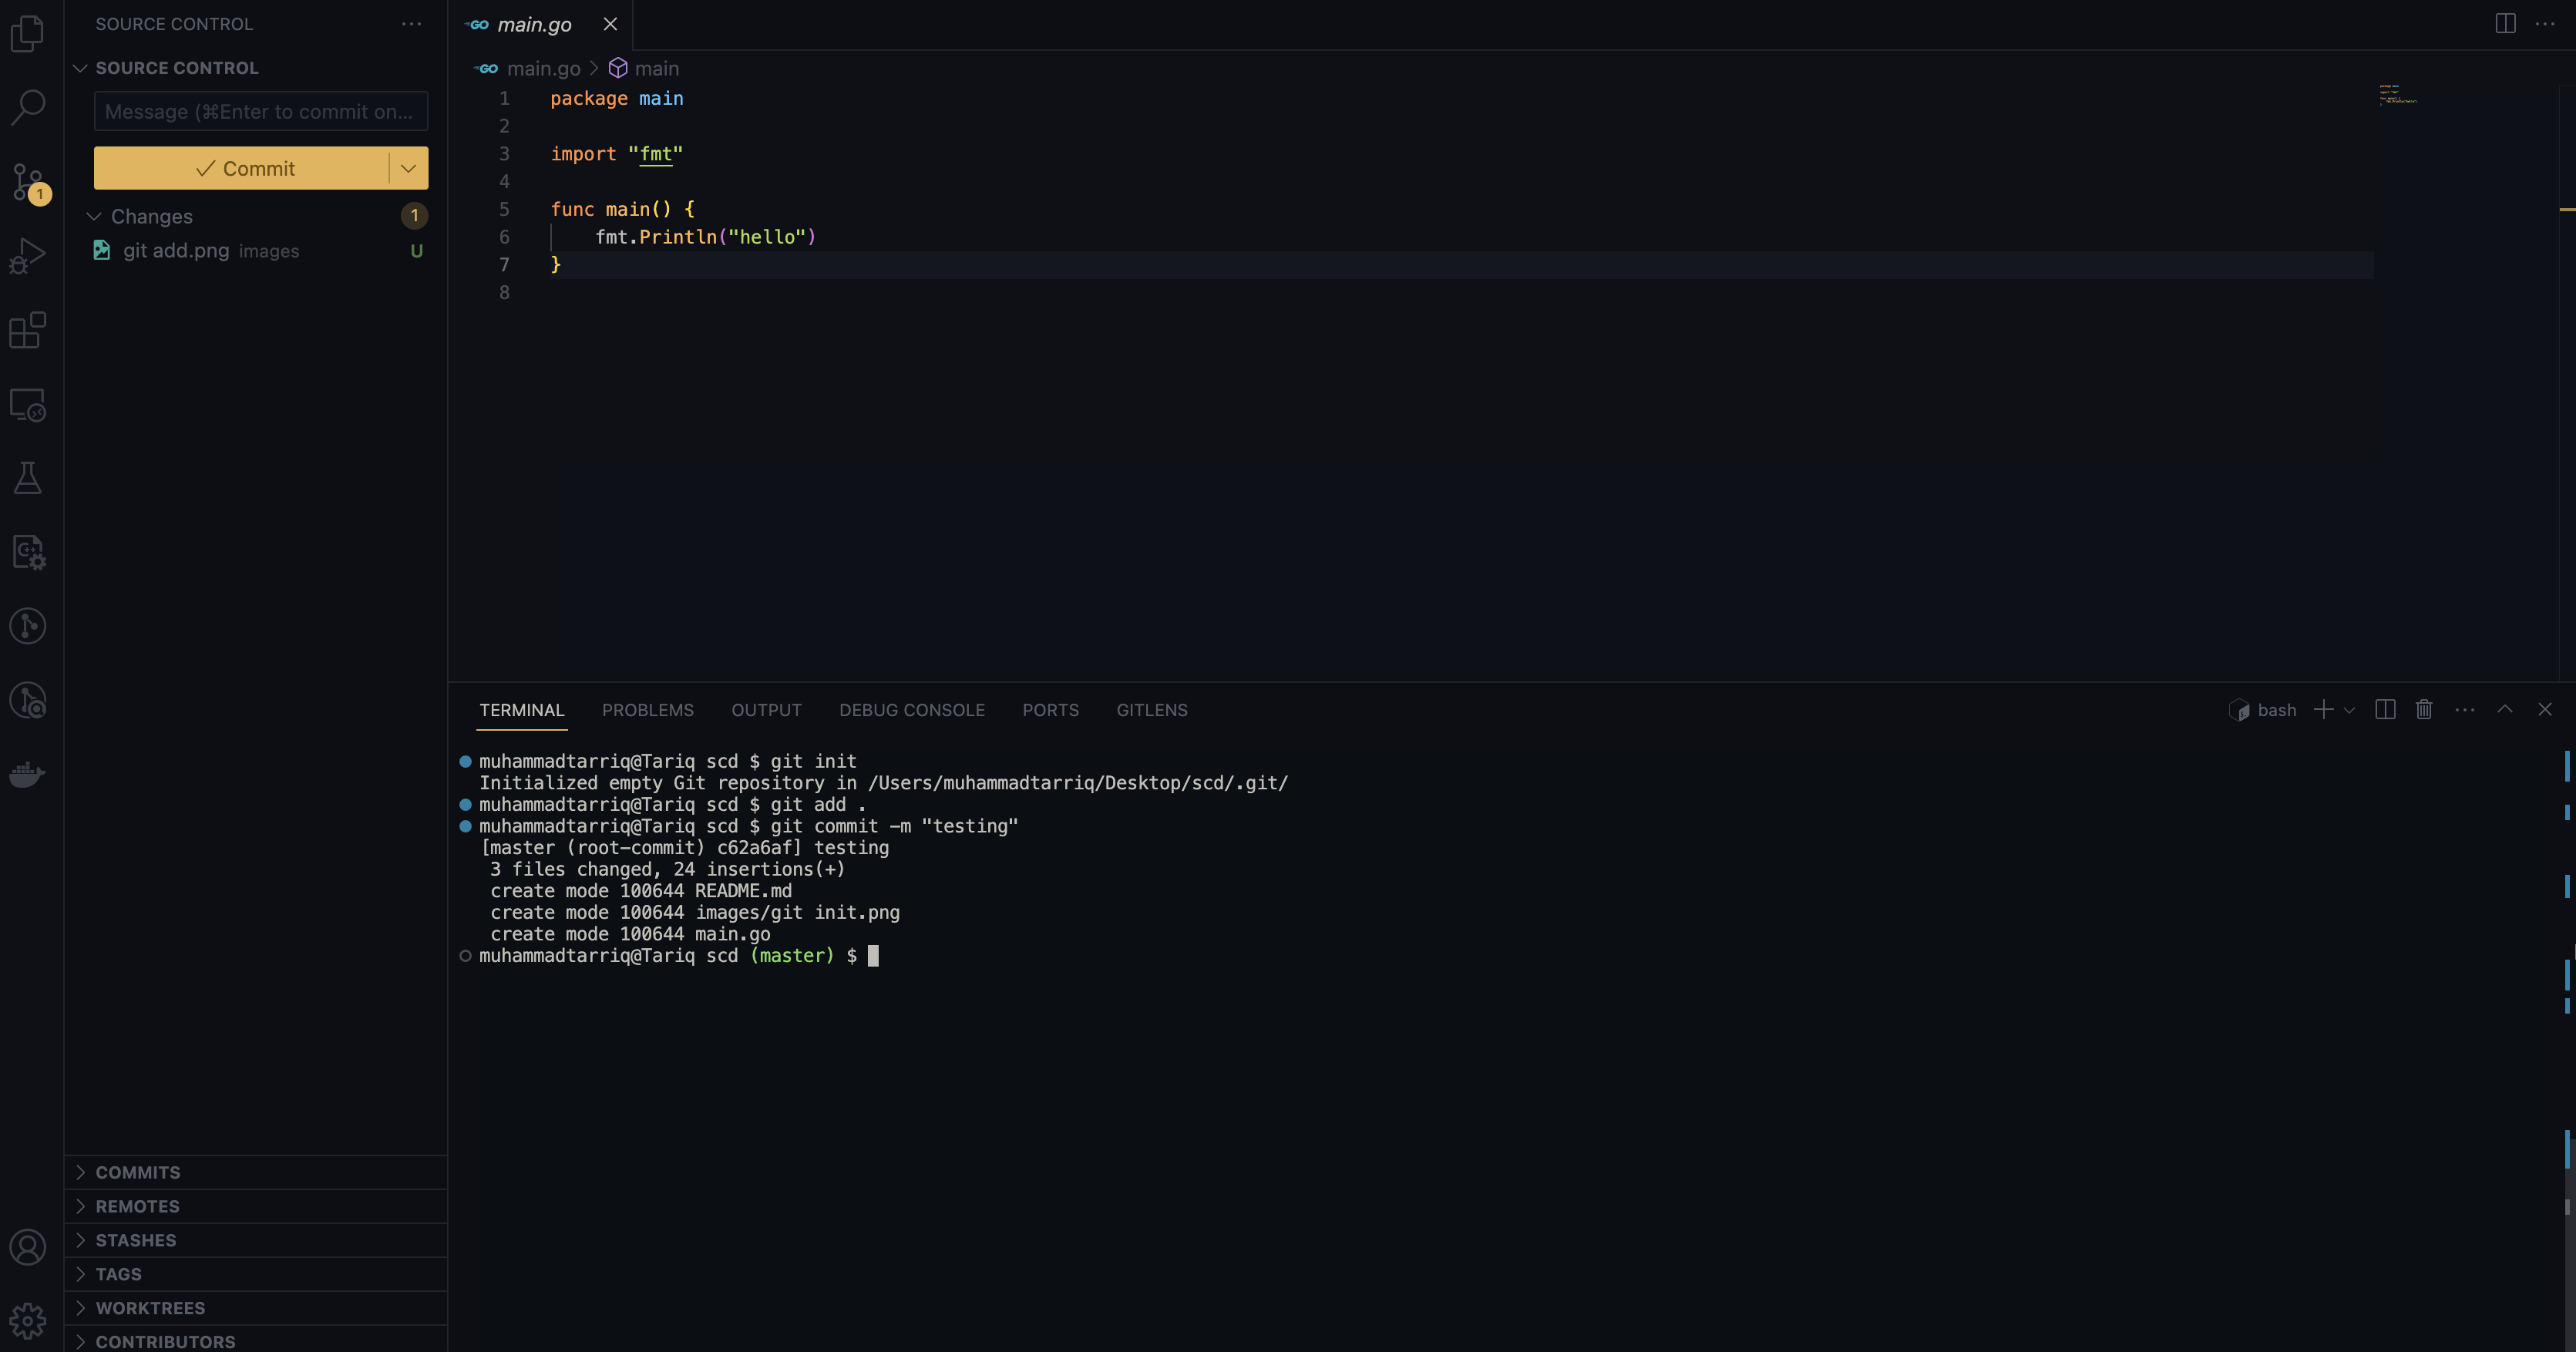 SOURCE CONTROL
SOURCE CONTROL
Message (⌘Enter to commit on...
Commit
1
Changes
1
git add.png images
U
COMMITS
REMOTES
STASHES
TAGS
WORKTREES
CONTRIBUTORS
GO main.go
GO main.go > main
1 package main
2
3 import "fmt"
4
5 func main() {
6 fmt.Println("hello")
7 }
8
TERMINAL PROBLEMS OUTPUT DEBUG CONSOLE PORTS GITLENS
bash
muhammadtarriq@Tariq scd $ git init
Initialized empty Git repository in /Users/muhammadtarriq/Desktop/scd/.git/
muhammadtarriq@Tariq scd $ git add .
muhammadtarriq@Tariq scd $ git commit -m "testing"
[master (root-commit) c62a6af] testing
3 files changed, 24 insertions(+)
create mode 100644 README.md
create mode 100644 images/git init.png
create mode 100644 main.go
muhammadtarriq@Tariq scd (master) $